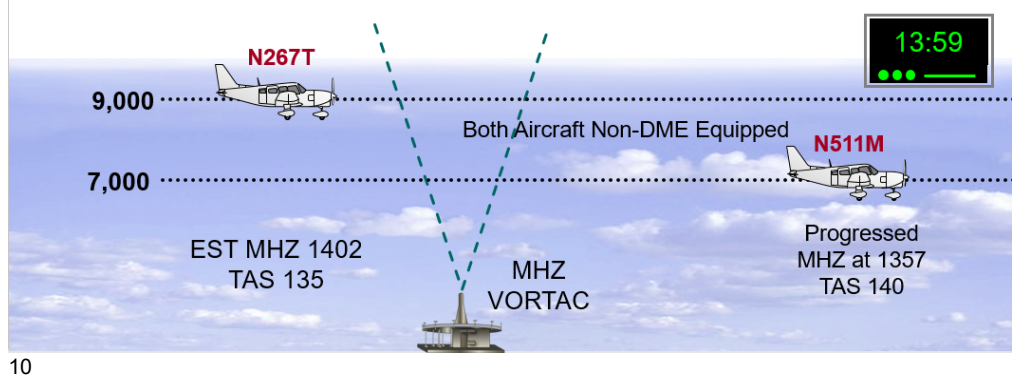 13:59
N267T
9,000
Both Aircraft Non-DME Equipped
N511M
7,000
EST MHZ 1402
TAS 135
MHZ
VORTAC
Progressed
MHZ at 1357
TAS 140
10